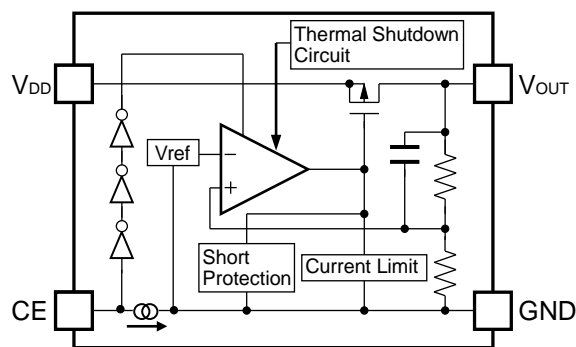 Thermal Shutdown
Circuit
VDD
VOUT
Vref
−
+
Short
Protection
Current Limit
CE
GND